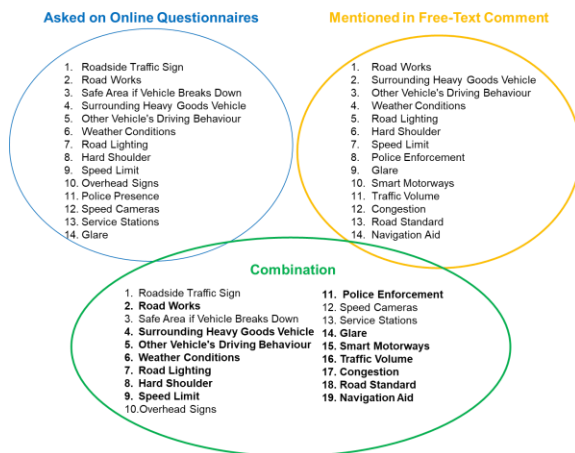 Asked on Online Questionnaires
1. Roadside Traffic Sign
2. Road Works
3. Safe Area if Vehicle Breaks Down
4. Surrounding Heavy Goods Vehicle
5. Other Vehicle's Driving Behaviour
6. Weather Conditions
7. Road Lighting
8. Hard Shoulder
9. Speed Limit
10. Overhead Signs
11. Police Presence
12. Speed Cameras
13. Service Stations
14. Glare
Mentioned in Free-Text Comment
1. Road Works
2. Surrounding Heavy Goods Vehicle
3. Other Vehicle's Driving Behaviour
4. Weather Conditions
5. Road Lighting
6. Hard Shoulder
7. Speed Limit
8. Police Enforcement
9. Glare
10. Smart Motorways
11. Traffic Volume
12. Congestion
13. Road Standard
14. Navigation Aid
Combination
1. Roadside Traffic Sign
2. Road Works
3. Safe Area if Vehicle Breaks Down
4. Surrounding Heavy Goods Vehicle
5. Other Vehicle's Driving Behaviour
6. Weather Conditions
7. Road Lighting
8. Hard Shoulder
9. Speed Limit
10.Overhead Signs
11. Police Enforcement
12. Speed Cameras
13. Service Stations
14. Glare
15. Smart Motorways
16. Traffic Volume
17. Congestion
18. Road Standard
19. Navigation Aid